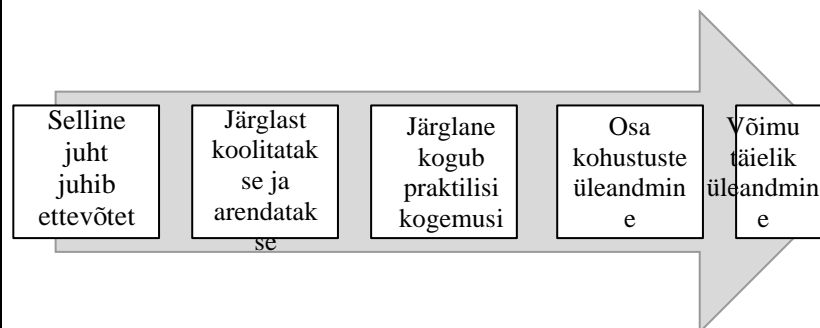 Selline
juht
juhib
ettevõtet
Järglast
koolitatak
se ja
arendatak
se
Järglane
kogub
praktilisi
kogemusi
Osa
kohustuste
üleandmin
e
Võimu
täielik
üleandmin
e